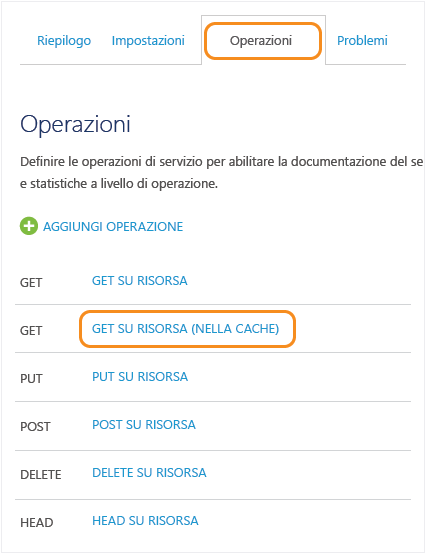 Riepilogo Impostazioni Operazioni Problemi
Operazioni
Definire le operazioni di servizio per abilitare la documentazione del se
e statistiche a livello di operazione.
AGGIUNGI OPERAZIONE
GET GET SU RISORSA
GET GET SU RISORSA (NELLA CACHE)
PUT PUT SU RISORSA
POST POST SU RISORSA
DELETE DELETE SU RISORSA
HEAD HEAD SU RISORSA